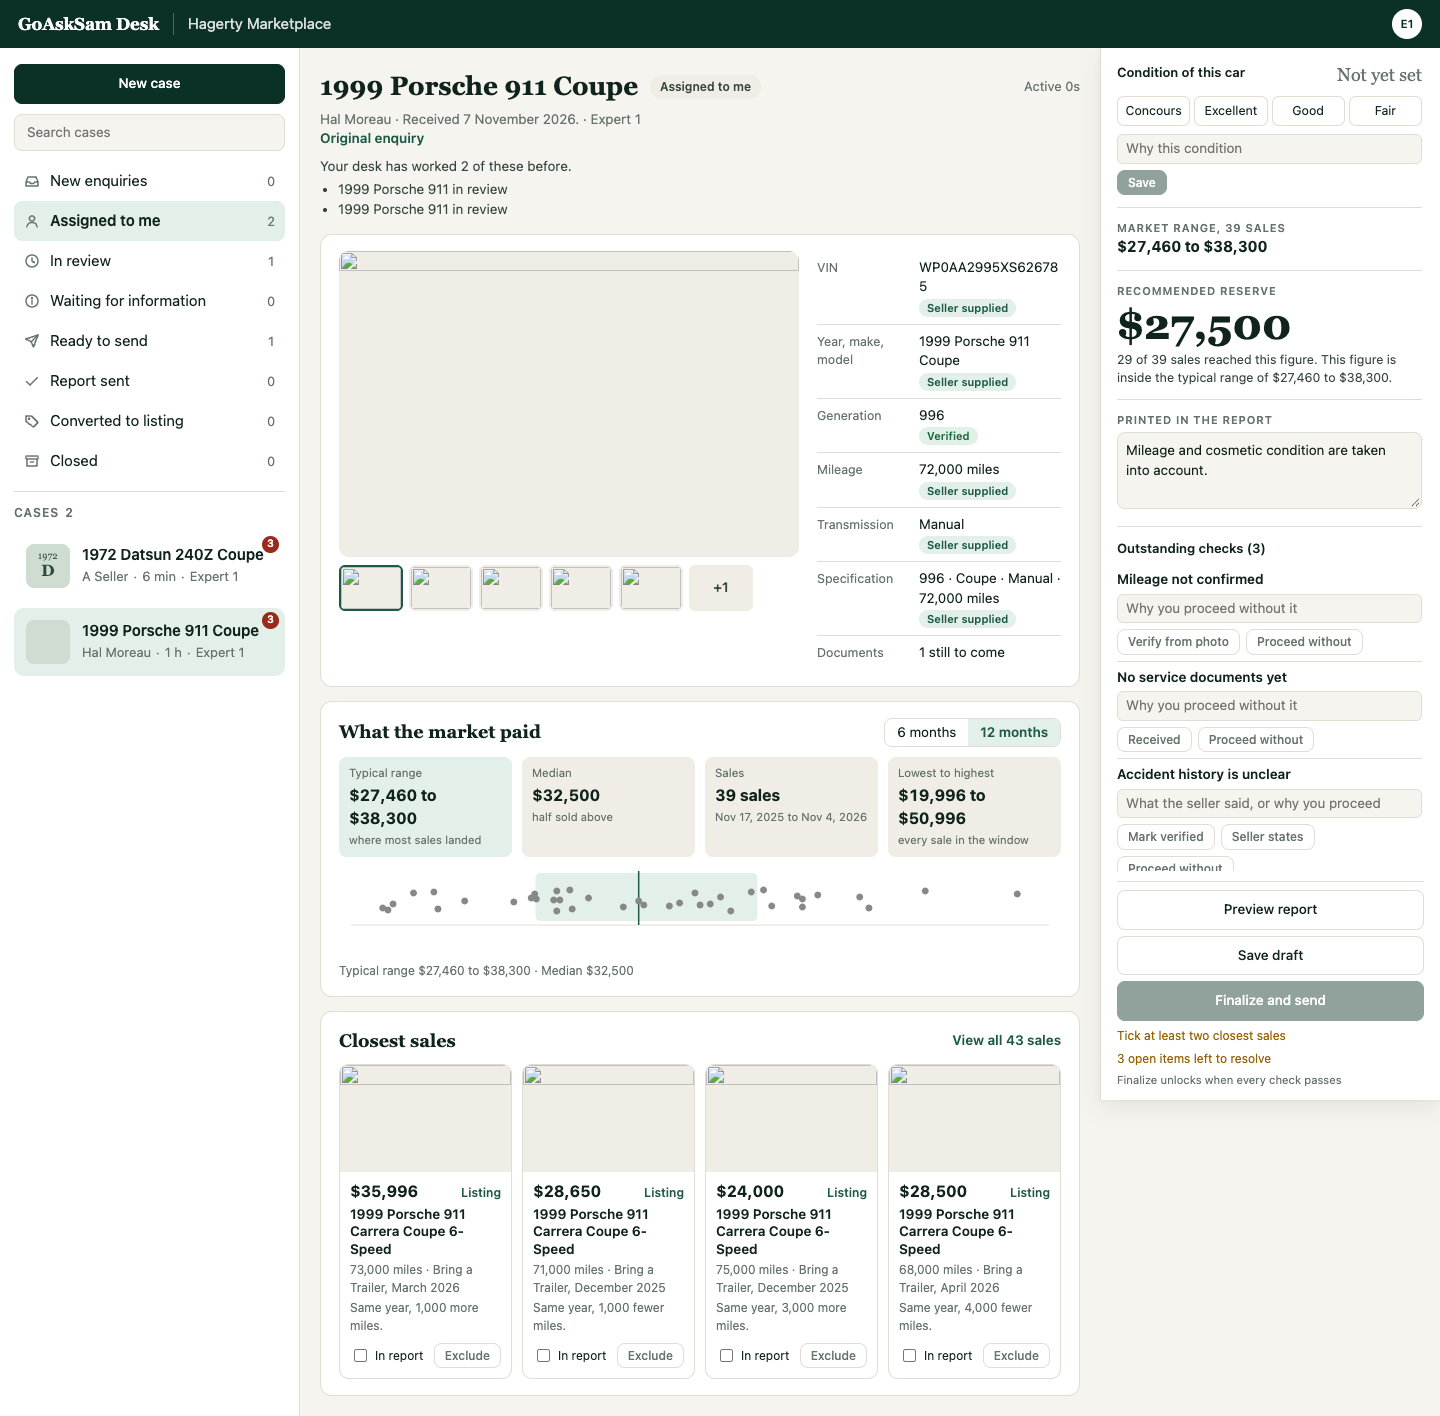 GoAskSam Desk
Hagerty Marketplace
E1
New case
Search cases
New enquiries 0
Assigned to me 2
In review 1
Waiting for information 0
Ready to send 1
Report sent 0
Converted to listing 0
Closed 0
CASES 2
1972
D
1972 Datsun 240Z Coupe
3
A Seller · 6 min · Expert 1
1999 Porsche 911 Coupe
3
Hal Moreau · 1 h · Expert 1
1999 Porsche 911 Coupe
Assigned to me
Active 0s
Hal Moreau · Received 7 November 2026. · Expert 1
Original enquiry
Your desk has worked 2 of these before.
• 1999 Porsche 911 in review
• 1999 Porsche 911 in review
+1
VIN
WP0AA2995XS62678
5
Seller supplied
Year, make,
model
1999 Porsche 911
Coupe
Seller supplied
Generation
996
Verified
Mileage
72,000 miles
Seller supplied
Transmission
Manual
Seller supplied
Specification
996 · Coupe · Manual ·
72,000 miles
Seller supplied
Documents
1 still to come
What the market paid
6 months
12 months
Typical range
$27,460 to
$38,300
where most sales landed
Median
$32,500
half sold above
Sales
39 sales
Nov 17, 2025 to Nov 4, 2026
Lowest to highest
$19,996 to
$50,996
every sale in the window
Typical range $27,460 to $38,300 · Median $32,500
Closest sales
View all 43 sales
$35,996
Listing
1999 Porsche 911
Carrera Coupe 6-
Speed
73,000 miles · Bring a
Trailer, March 2026
Same year, 1,000 more
miles.
In report
Exclude
$28,650
Listing
1999 Porsche 911
Carrera Coupe 6-
Speed
71,000 miles · Bring a
Trailer, December 2025
Same year, 1,000 fewer
miles.
In report
Exclude
$24,000
Listing
1999 Porsche 911
Carrera Coupe 6-
Speed
75,000 miles · Bring a
Trailer, December 2025
Same year, 3,000 more
miles.
In report
Exclude
$28,500
Listing
1999 Porsche 911
Carrera Coupe 6-
Speed
68,000 miles · Bring a
Trailer, April 2026
Same year, 4,000 fewer
miles.
In report
Exclude
Condition of this car
Not yet set
Concours
Excellent
Good
Fair
Why this condition
Save
MARKET RANGE, 39 SALES
$27,460 to $38,300
RECOMMENDED RESERVE
$27,500
29 of 39 sales reached this figure. This figure is
inside the typical range of $27,460 to $38,300.
PRINTED IN THE REPORT
Mileage and cosmetic condition are taken
into account.
Outstanding checks (3)
Mileage not confirmed
Why you proceed without it
Verify from photo
Proceed without
No service documents yet
Why you proceed without it
Received
Proceed without
Accident history is unclear
What the seller said, or why you proceed
Mark verified
Seller states
Proceed without
Preview report
Save draft
Finalize and send
Tick at least two closest sales
3 open items left to resolve
Finalize unlocks when every check passes